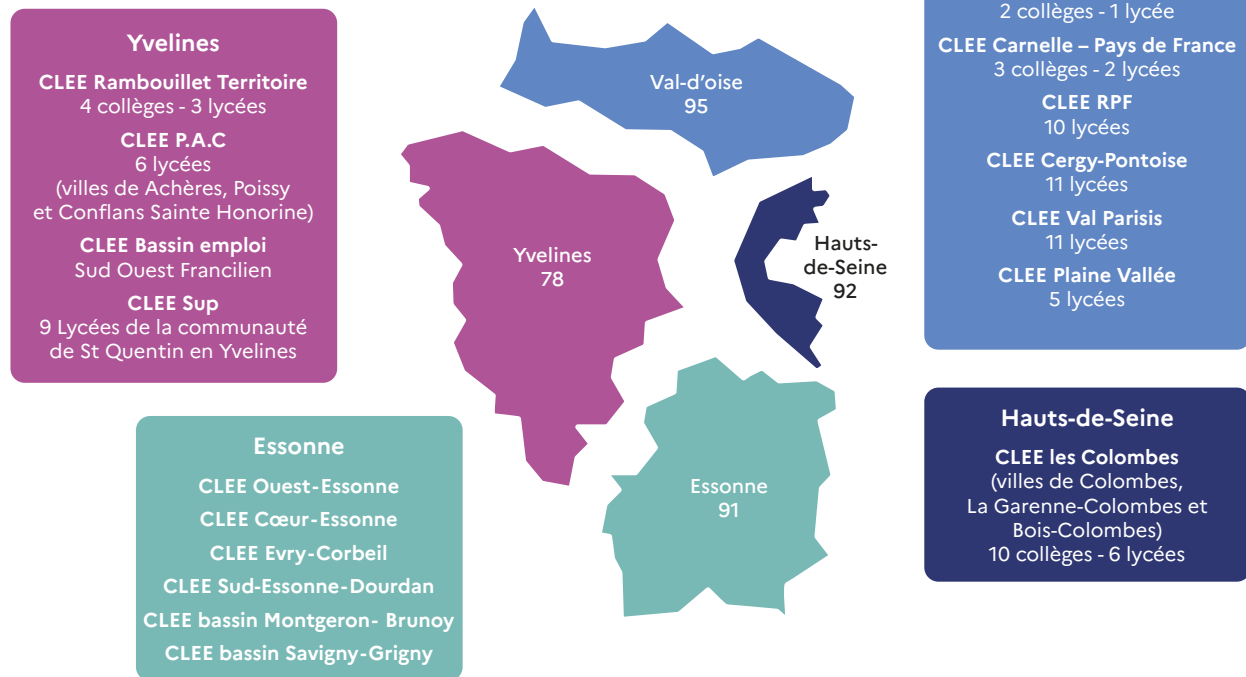 Yvelines
CLEE Rambouillet Territoire
4 collèges - 3 lycées
CLEE P.A.C
6 lycées
(villes de Achères, Poissy
et Conflans Sainte Honorine)
CLEE Bassin emploi
Sud Ouest Francilien
CLEE Sup
9 Lycées de la communauté
de St Quentin en Yvelines
Essonne
CLEE Ouest-Essonne
CLEE Cœur-Essonne
CLEE Evry-Corbeil
CLEE Sud-Essonne-Dourdan
CLEE bassin Montgeron- Brunoy
CLEE bassin Savigny-Grigny
Val-d'oise
95
Yvelines
78
Hauts-
de-Seine
92
Essonne
91
2 collèges - 1 lycée
CLEE Carnelle – Pays de France
3 collèges - 2 lycées
CLEE RPF
10 lycées
CLEE Cergy-Pontoise
11 lycées
CLEE Val Parisis
11 lycées
CLEE Plaine Vallée
5 lycées
Hauts-de-Seine
CLEE les Colombes
(villes de Colombes,
La Garenne-Colombes et
Bois-Colombes)
10 collèges - 6 lycées